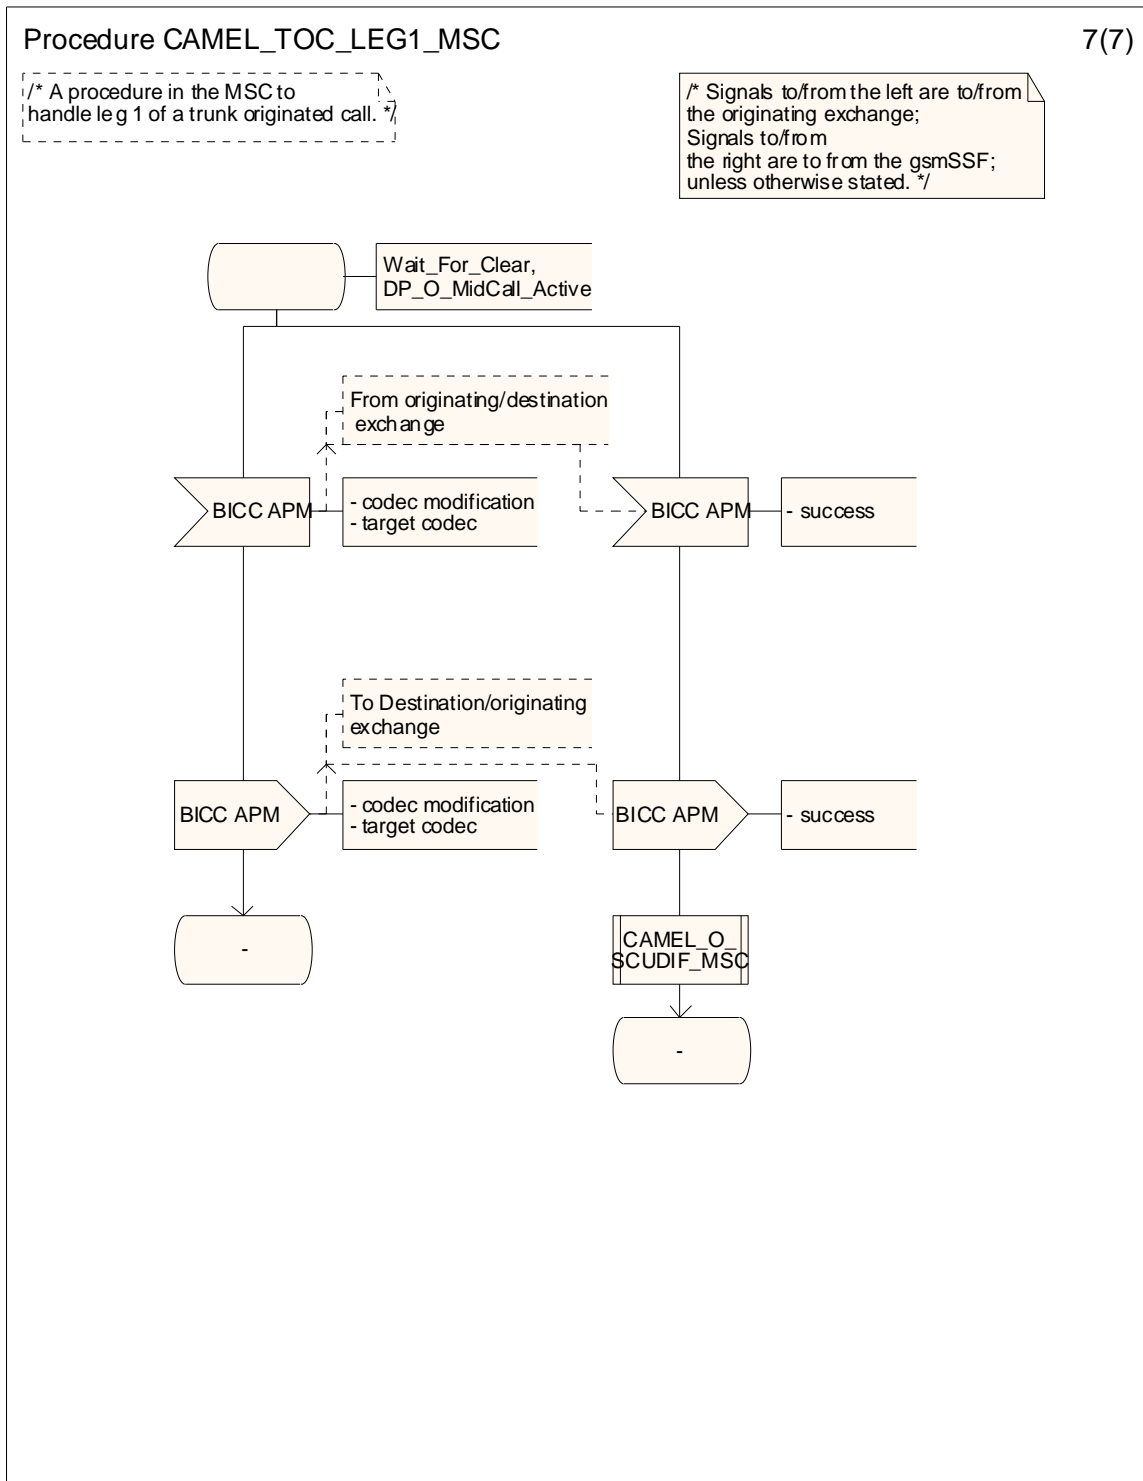 Procedure CAMEL_TOC_LEG1_MSC
7(7)
/* A procedure in the MSC to
handle leg 1 of a trunk originated call. */
/* Signals to/from the left are to/from
the originating exchange;
Signals to/from
the right are to from the gsmSSF;
unless otherwise stated. */
Wait_For_Clear,
DP_O_MidCall_Active
From originating/destination
exchange
BICC APM
- codec modification
- target codec
BICC APM
- success
To Destination/originating
exchange
BICC APM
- codec modification
- target codec
BICC APM
- success
-
CAMEL_O_
SCUDIF_MSC
-